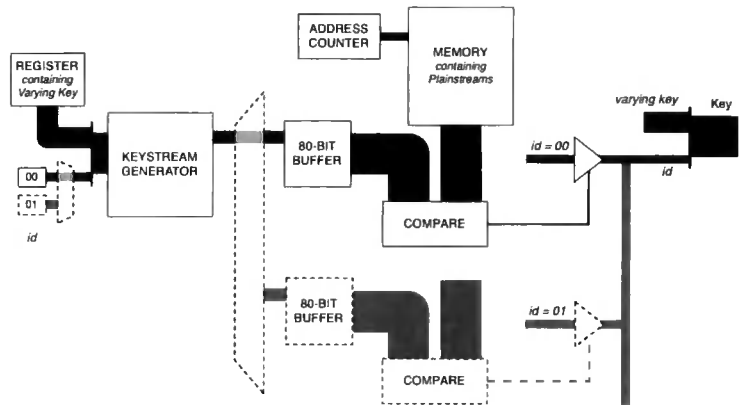 ADDRESS
COUNTER
MEMORY
containing
Plainstreams
REGISTER
containing
Varying Key
varying key
Key
KEYSTREAM
GENERATOR
80-BIT
BUFFER
id = 00
00
id
01
COMPARE
id
80-BIT
BUFFER
id = 01
COMPARE